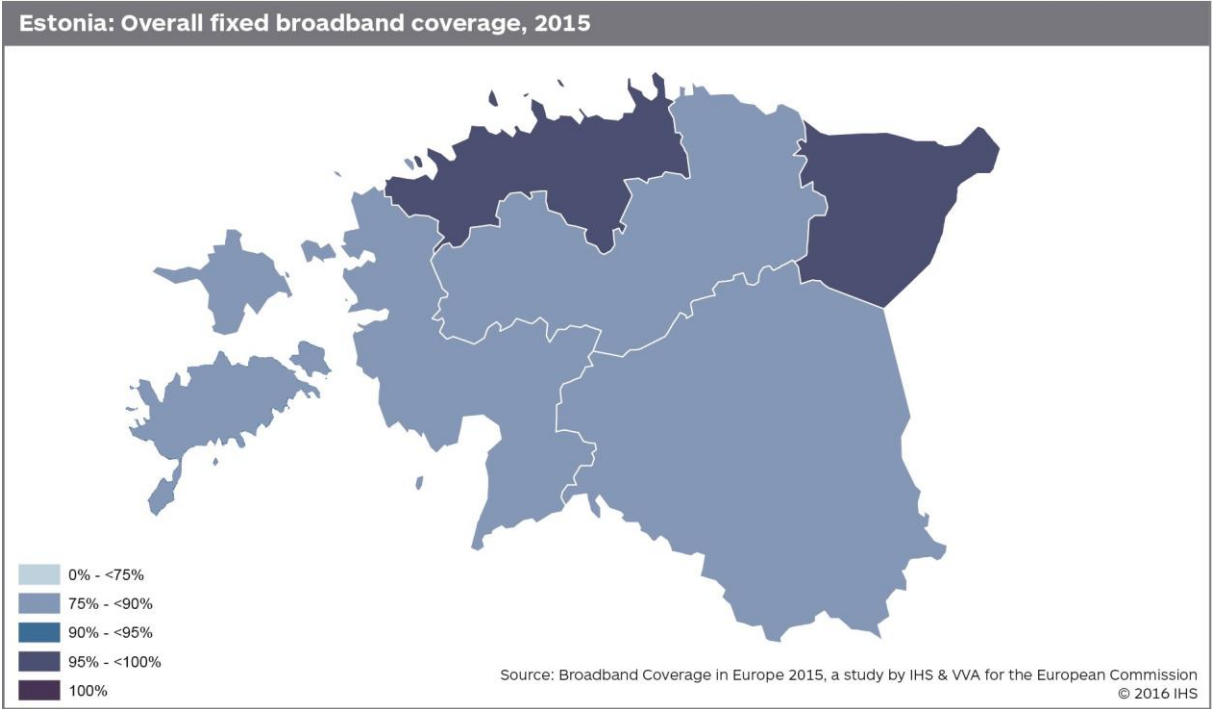 Estonia: Overall fixed broadband coverage, 2015
0% - <75%
75% - <90%
90% - <95%
95% - <100%
100%
Source: Broadband Coverage in Europe 2015, a study by IHS & VVA for the European Commission
© 2016 IHS